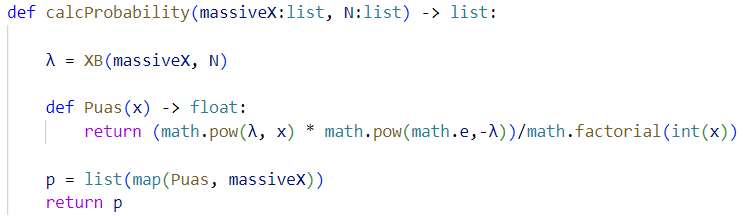 def calcProbability(massiveX:list, N:list) -> list:
λ = XB(massiveX, N)
def Puas(x) -> float:
return (math.pow(λ, x) * math.pow(math.e,-λ))/math.factorial(int(x))
p = list(map(Puas, massiveX))
return p